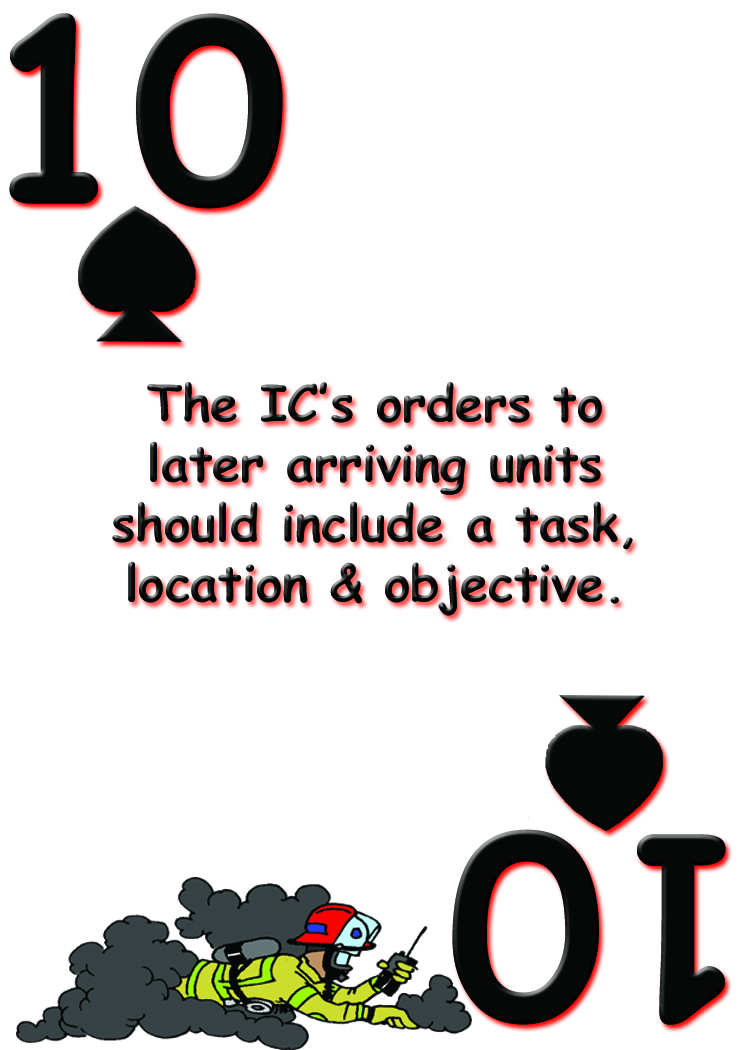 10
The IC's orders to
later arriving units
should include a task,
location & objective.
10